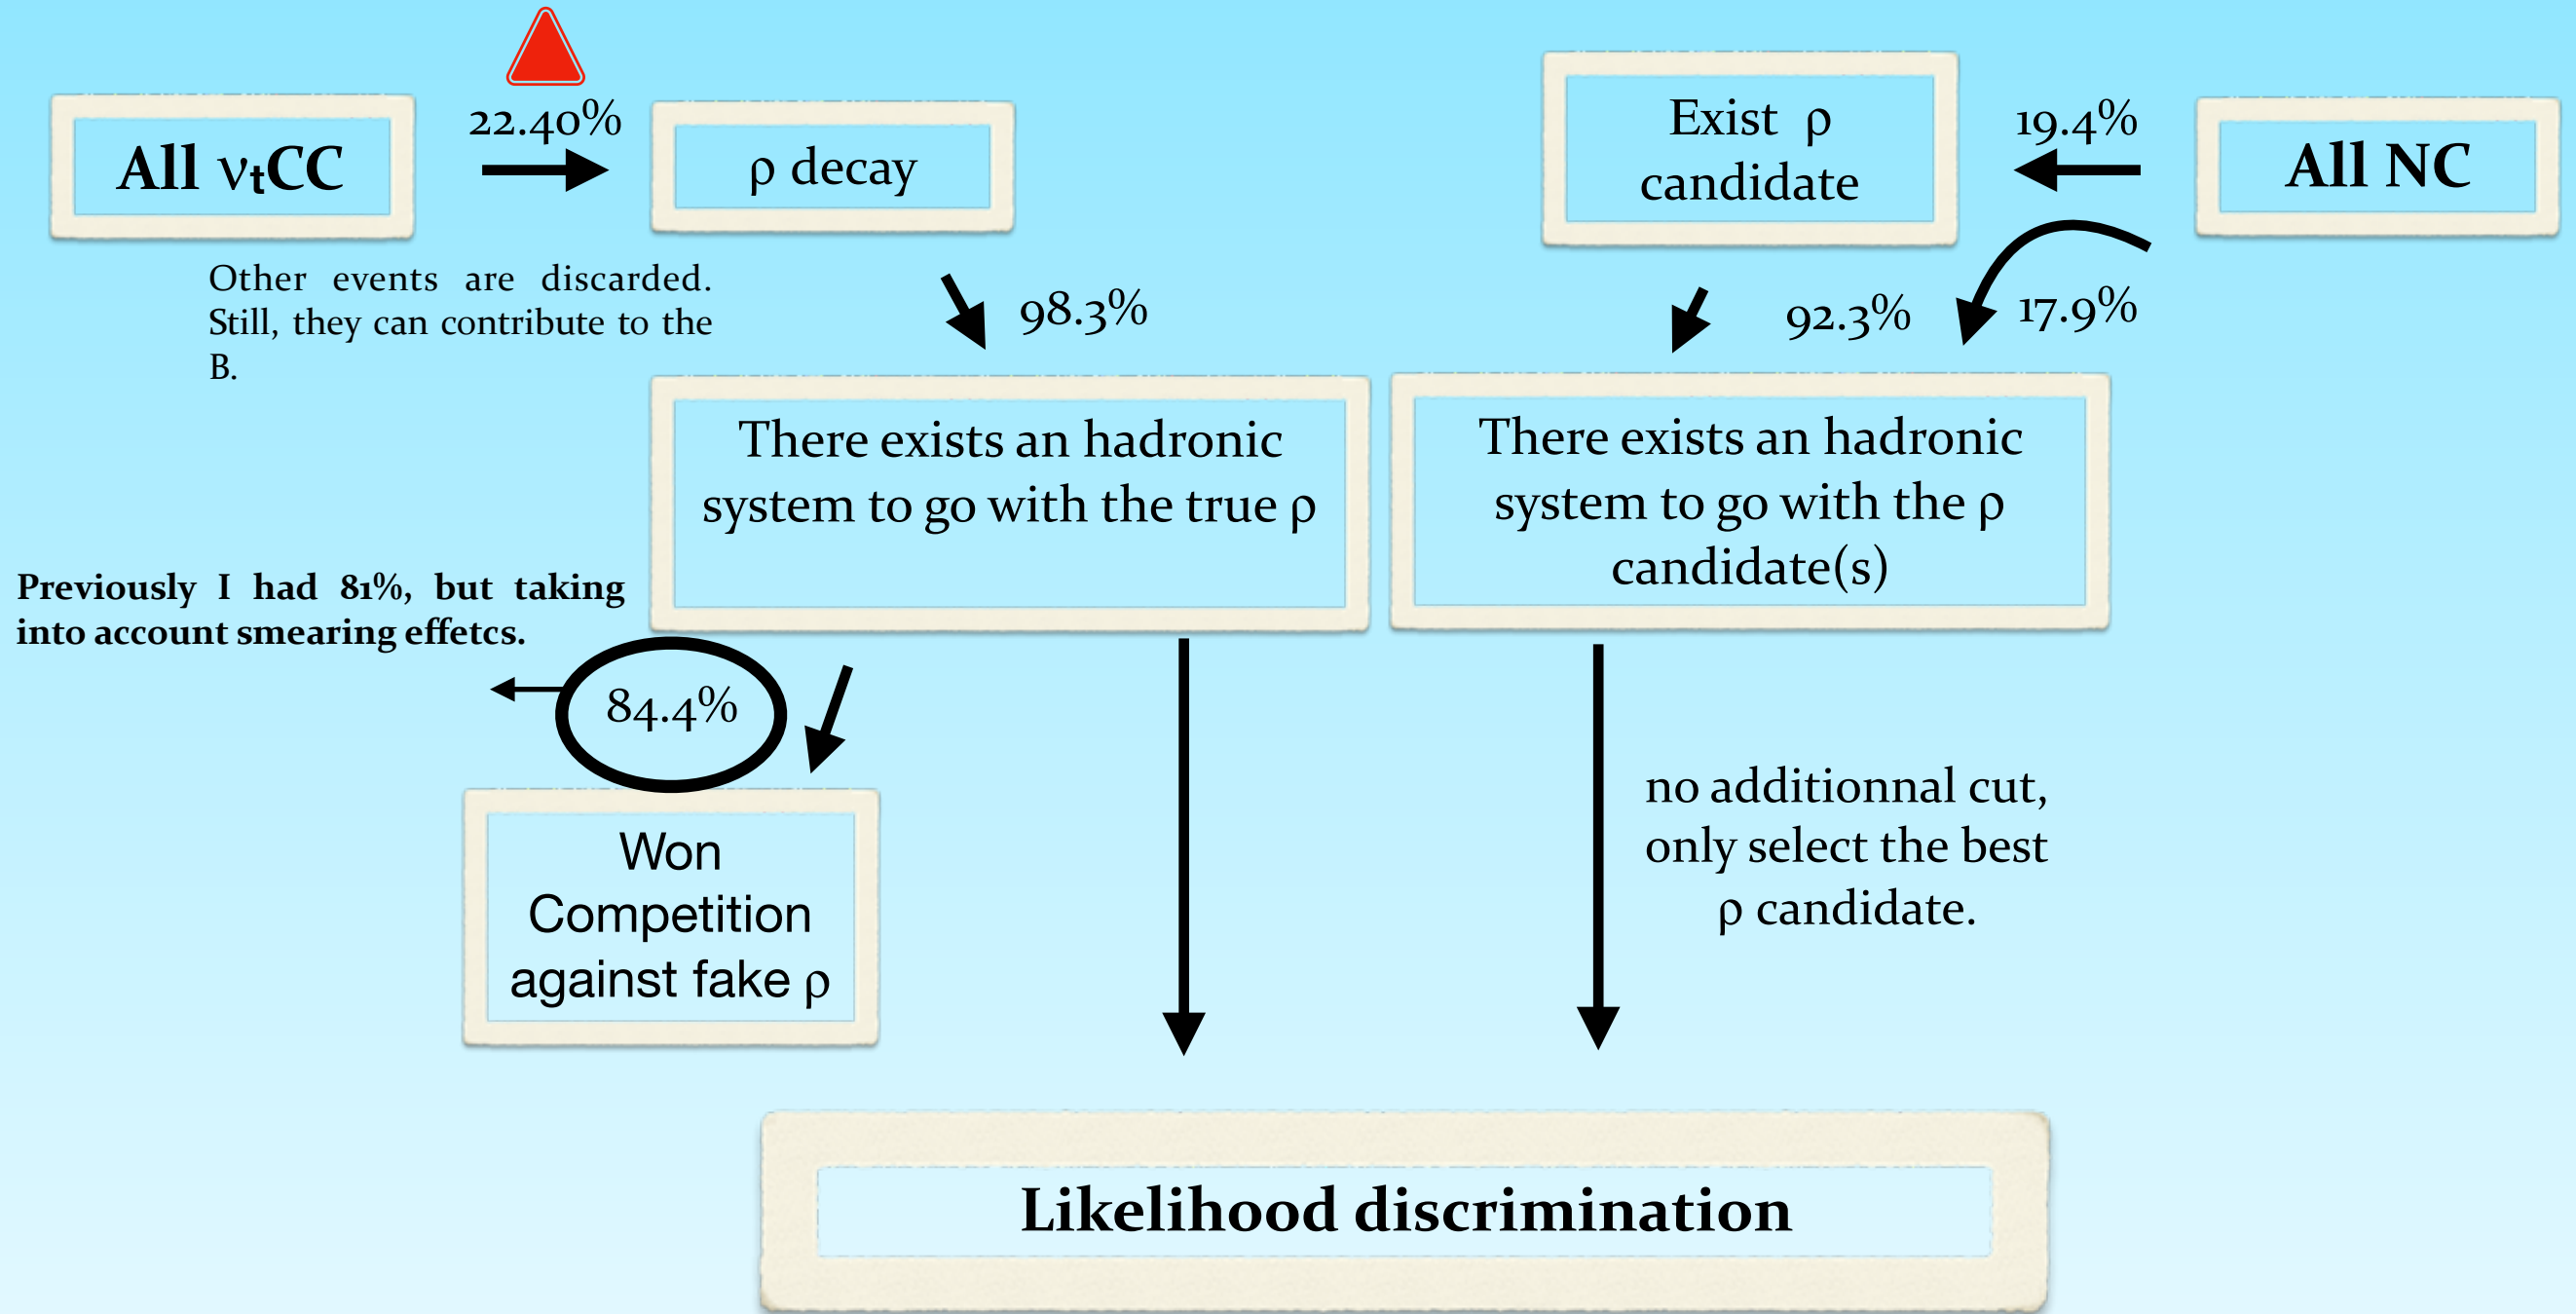 All νtCC
22.40%
ρ decay
Exist ρ
candidate
19.4%
All NC
Other events are discarded.
Still, they can contribute to the
B.
98.3%
92.3%
17.9%
There exists an hadronic
system to go with the true ρ
There exists an hadronic
system to go with the ρ
candidate(s)
Previously I had 81%, but taking
into account smearing effetcs.
84.4%
Won
Competition
against fake ρ
no additionnal cut,
only select the best
ρ candidate.
Likelihood discrimination